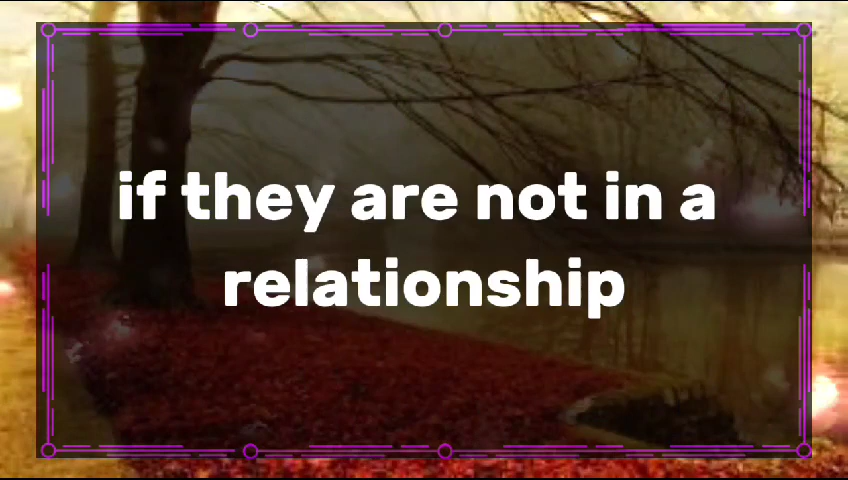 if they are not in a
relationship